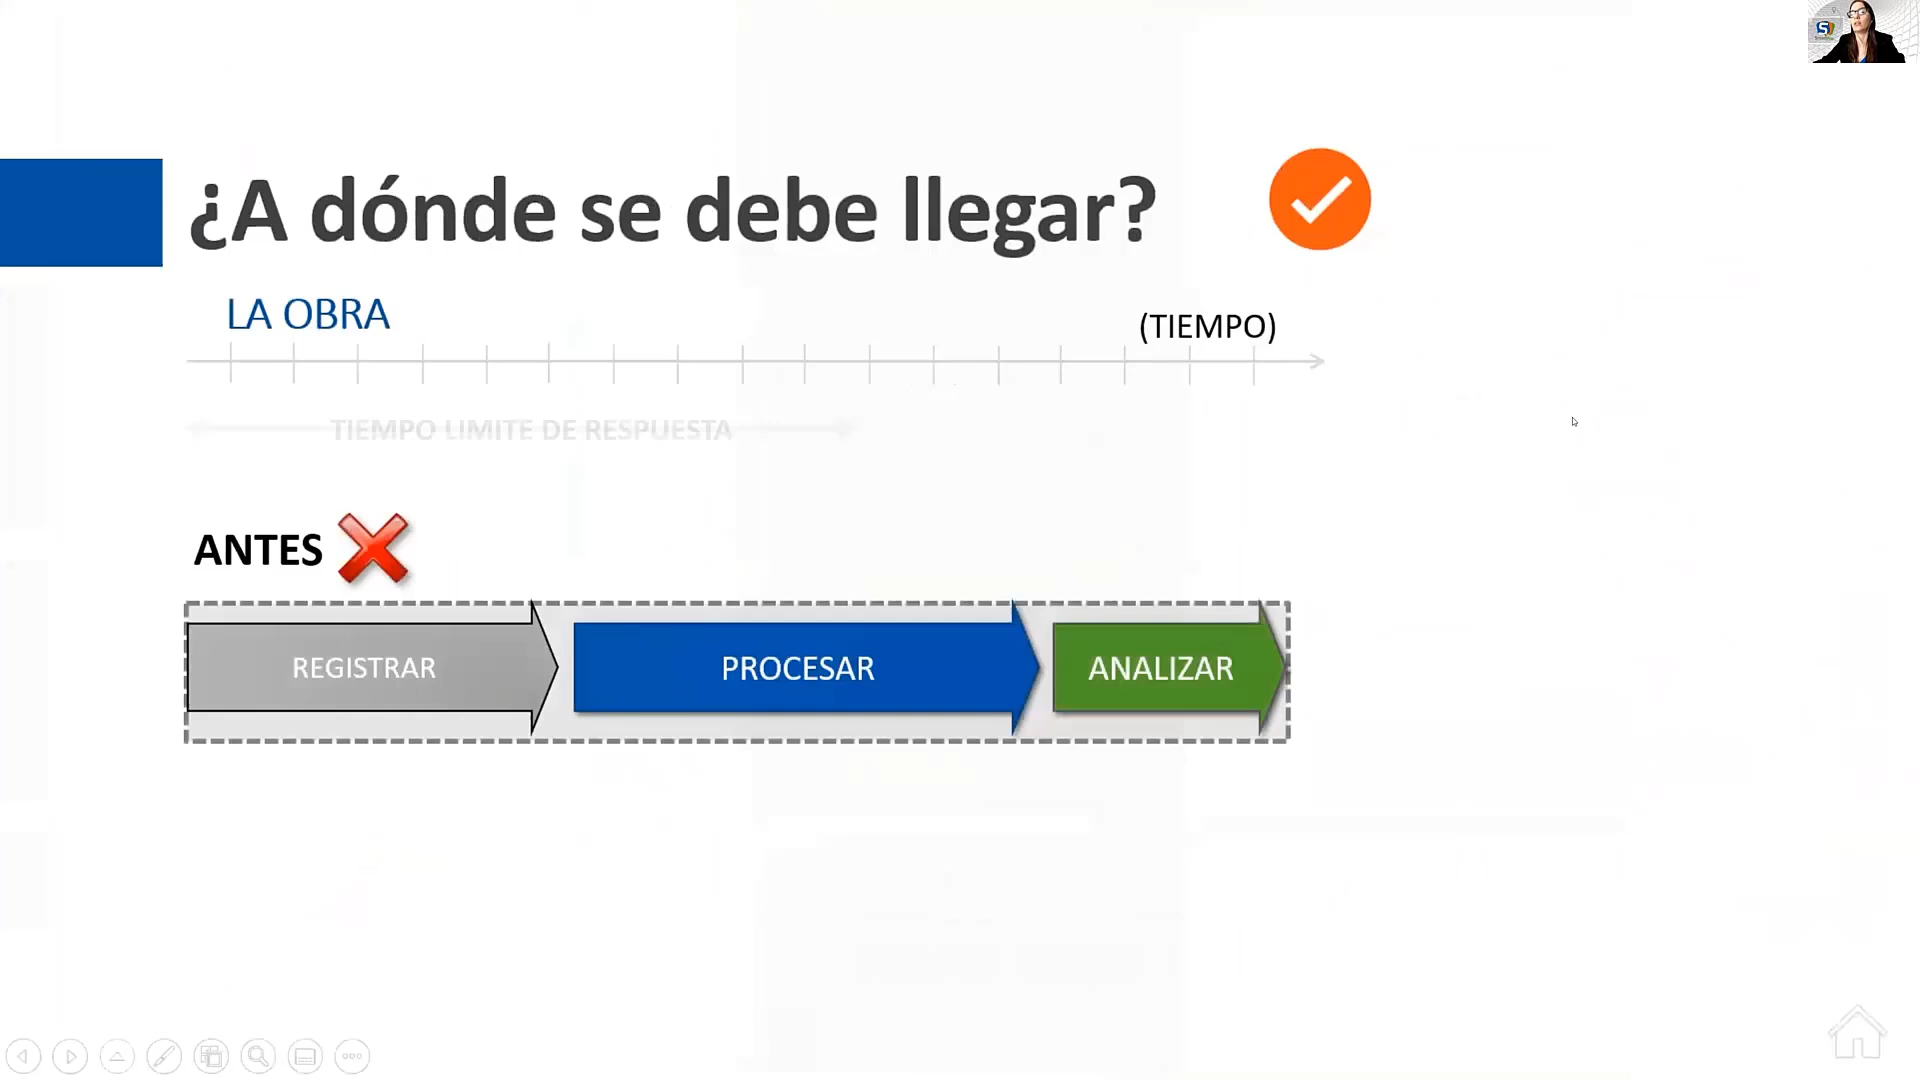 ¿A dónde se debe llegar?
LA OBRA
(TIEMPO)
TIEMPO LIMITE DE RESPUESTA
ANTES
REGISTRAR
PROCESAR
ANALIZAR